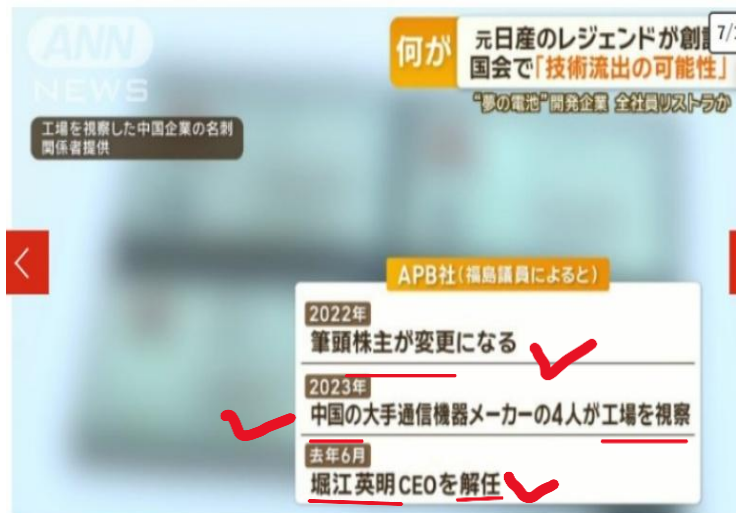 ANN
NEWS
何が
元日産のレジェンドが創
7/
国会で「技術流出の可能性」
“夢の電池”開発企業 全社員リストラか
工場を視察した中国企業の名刺
関係者提供
APB社(福島議員によると)
2022年
筆頭株主が変更になる
2023年
中国の大手通信機器メーカーの4人が工場を視察
去年6月
堀江英明CEOを解任